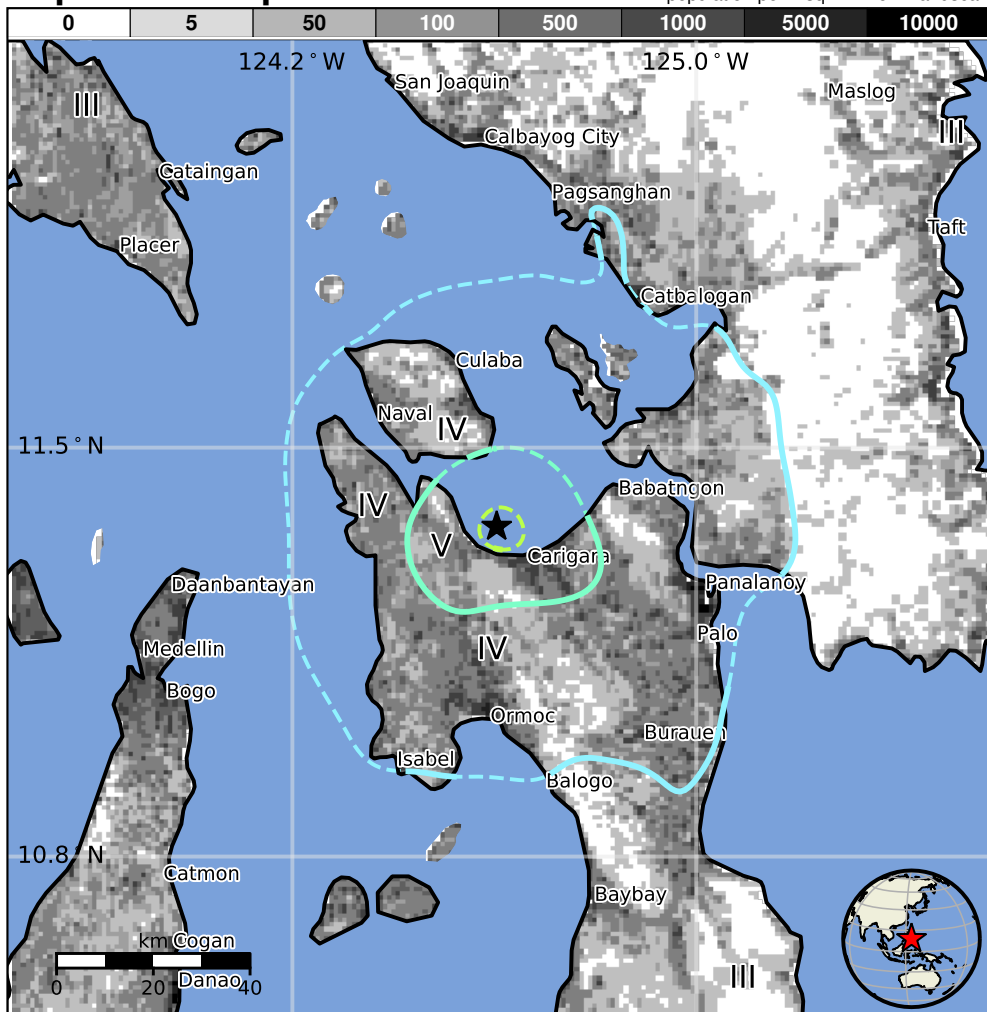 0 5 50 100 500 1000 5000 10000
124.2°W 125.0°W
San Joaquin
Maslog
III
III
Calbayog City
Cataingan
Pagsanghan
Taft
Placer
Catbalogan
Culaba
Naval
IV
11.5°N
Babatngon
IV
V
Carigara
Daanbantayan
Panalanoy
Palo
Medellin
IV
Bogo
Ormoc
Burauen
Isabel
Balogo
10.8°N
Catmon
Baybay
km Cogan
III
Danao
0 20 40